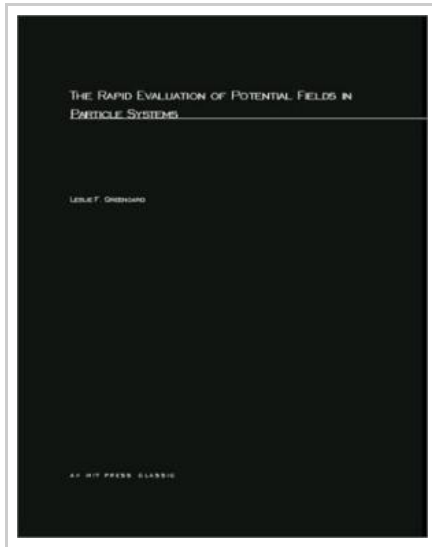 THE RAPID EVALUATION OF POTENTIAL FIELDS IN
PARTICLE SYSTEMS
LESLIE F. GREENGARD
AN MIT PRESS CLASSIC